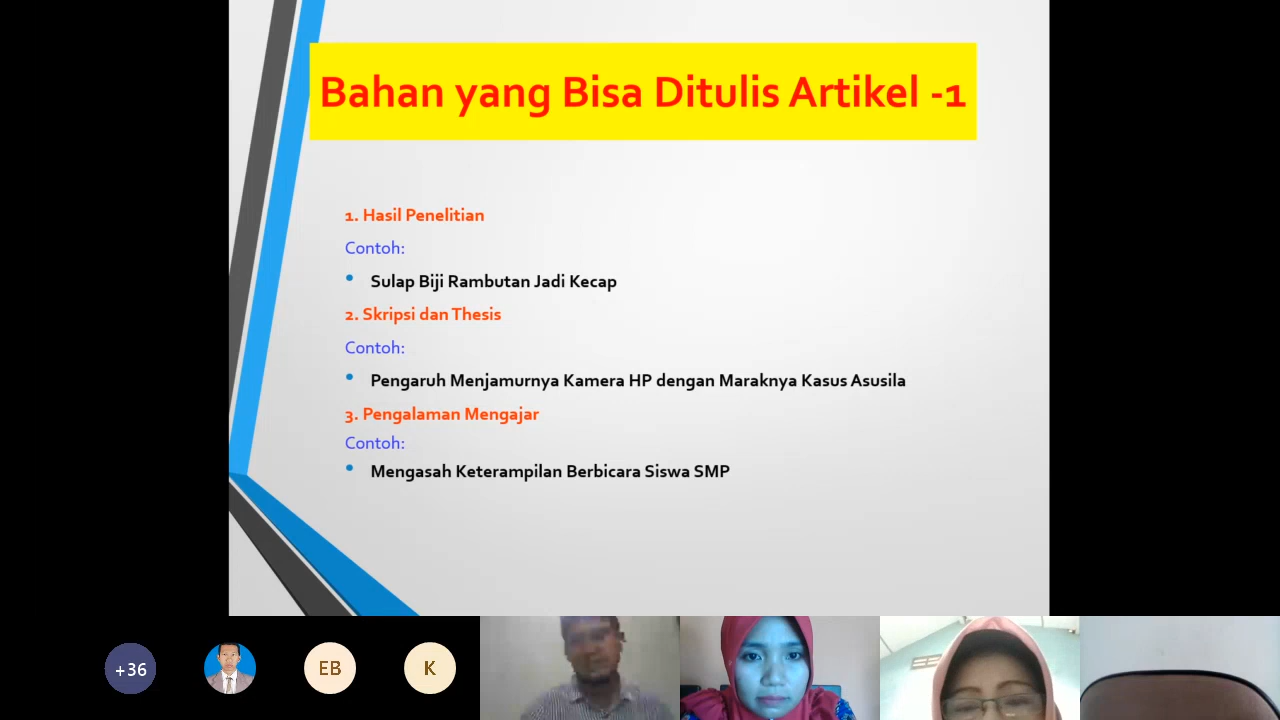 Bahan yang Bisa Ditulis Artikel -1
1. Hasil Penelitian
Contoh:
• Sulap Biji Rambutan Jadi Kecap
2. Skripsi dan Thesis
Contoh:
• Pengaruh Menjamurnya Kamera HP dengan Maraknya Kasus Asusila
3. Pengalaman Mengajar
Contoh:
• Mengasah Keterampilan Berbicara Siswa SMP
+36
EB
K